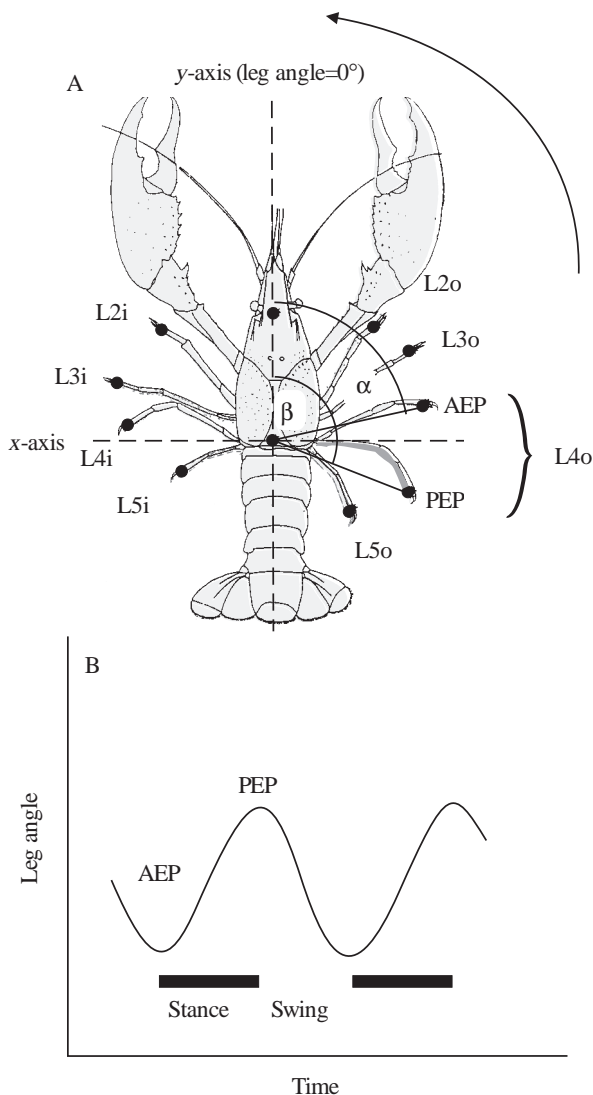 A
y-axis (leg angle=0°)
L2o
L2i
L3o
L3i
α
AEP
β
x-axis
L4o
L4i
PEP
L5i
L5o
B
PEP
AEP
Leg angle
Stance
Swing
Time